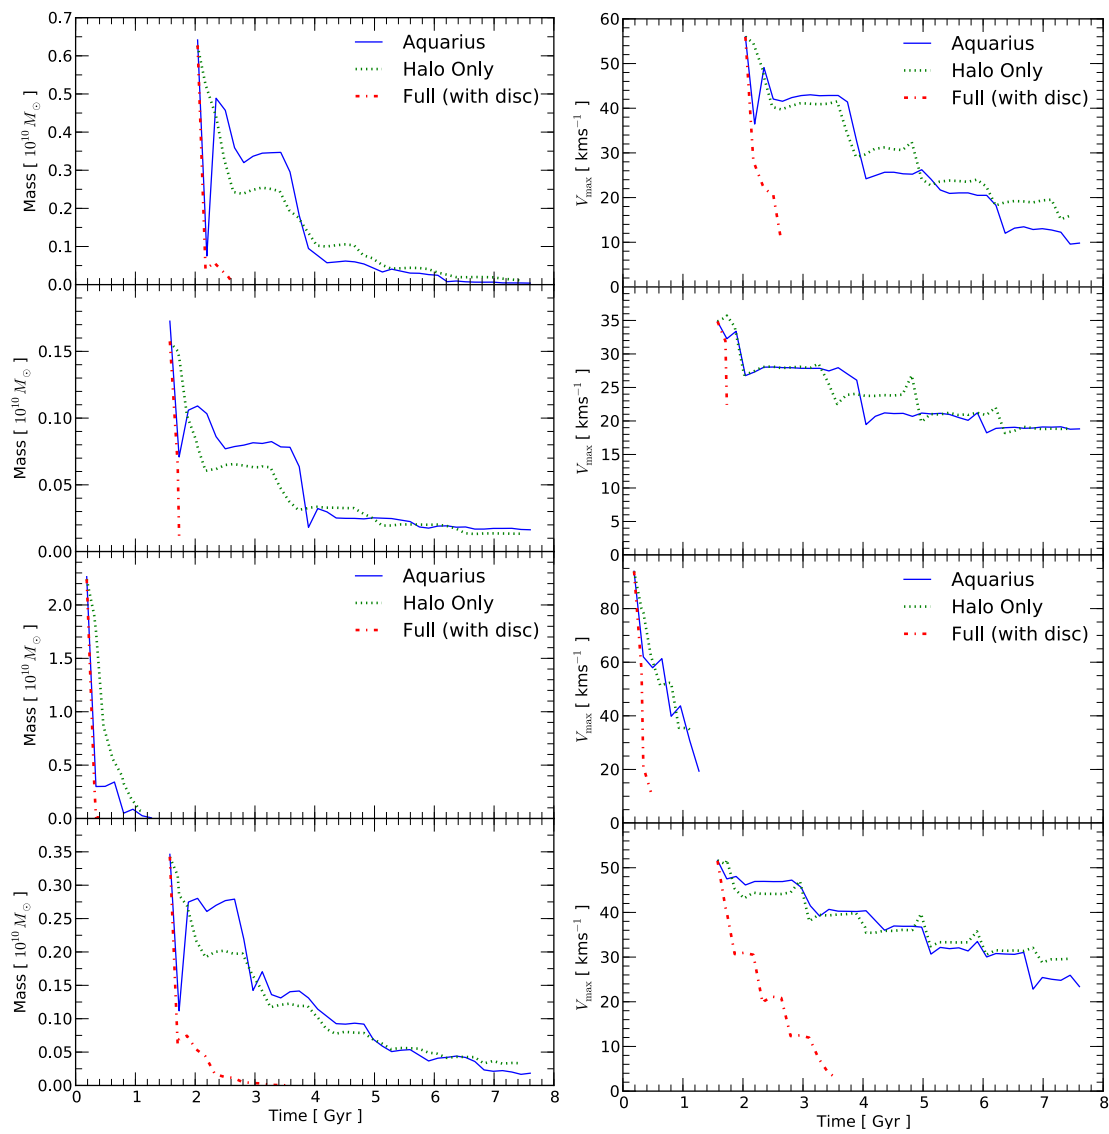 0.7
0.6
0.5
0.4
0.3
0.2
0.1
0.0
Mass [ 10^10 M_⊙ ]
Aquarius
Halo Only
Full (with disc)
60
50
40
30
20
10
0
V_max [ kms^−1 ]
Aquarius
Halo Only
Full (with disc)
0.15
0.10
0.05
0.00
Mass [ 10^10 M_⊙ ]
35
30
25
20
15
10
5
0
V_max [ kms^−1 ]
2.0
1.5
1.0
0.5
0.0
Mass [ 10^10 M_⊙ ]
Aquarius
Halo Only
Full (with disc)
80
60
40
20
0
V_max [ kms^−1 ]
Aquarius
Halo Only
Full (with disc)
0.35
0.30
0.25
0.20
0.15
0.10
0.05
0.00
Mass [ 10^10 M_⊙ ]
0 1 2 3 4 5 6 7 8
Time [ Gyr ]
60
50
40
30
20
10
0
V_max [ kms^−1 ]
0 1 2 3 4 5 6 7 8
Time [ Gyr ]